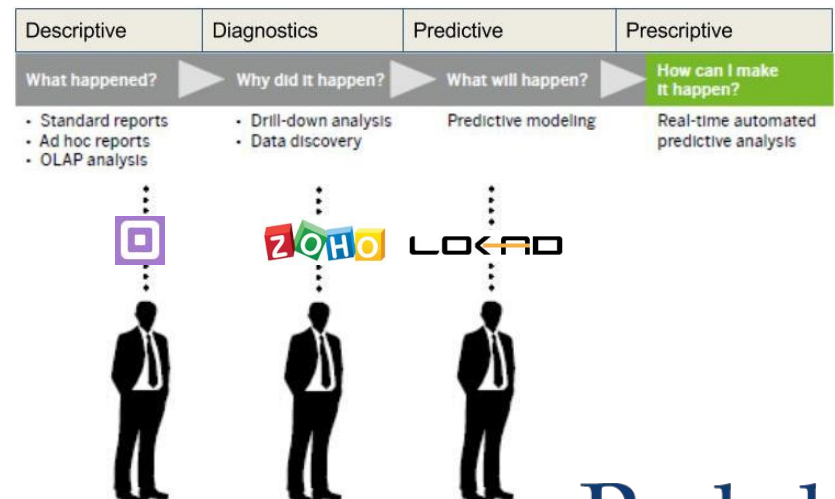 Descriptive
Diagnostics
Predictive
Prescriptive
What happened?
Why did it happen?
What will happen?
How can I make
it happen?
• Standard reports
• Ad hoc reports
• OLAP analysis
• Drill-down analysis
• Data discovery
Predictive modeling
Real-time automated
predictive analysis
ZOHO
LOKAD